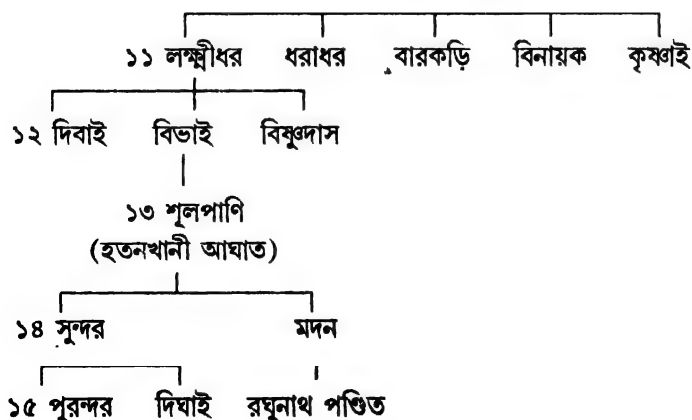 ১১ লক্ষ্মীধর ধরাধর বারকড়ি বিনায়ক কৃষ্ণাই
১২ দিবাই বিভাই বিষ্ণুদাস
১৩ শূলপাণি
(হতনখানী আঘাত)
১৪ সুন্দর মদন
১৫ পুরন্দর দিঘাই রঘুনাথ পণ্ডিত